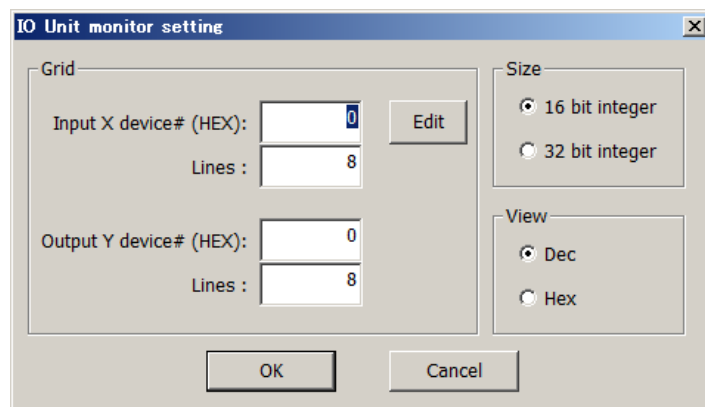 IO Unit monitor setting
Grid
Input X device# (HEX): 0
Edit
Lines : 8
Output Y device# (HEX): 0
Lines : 8
Size
16 bit integer
32 bit integer
View
Dec
Hex
OK
Cancel